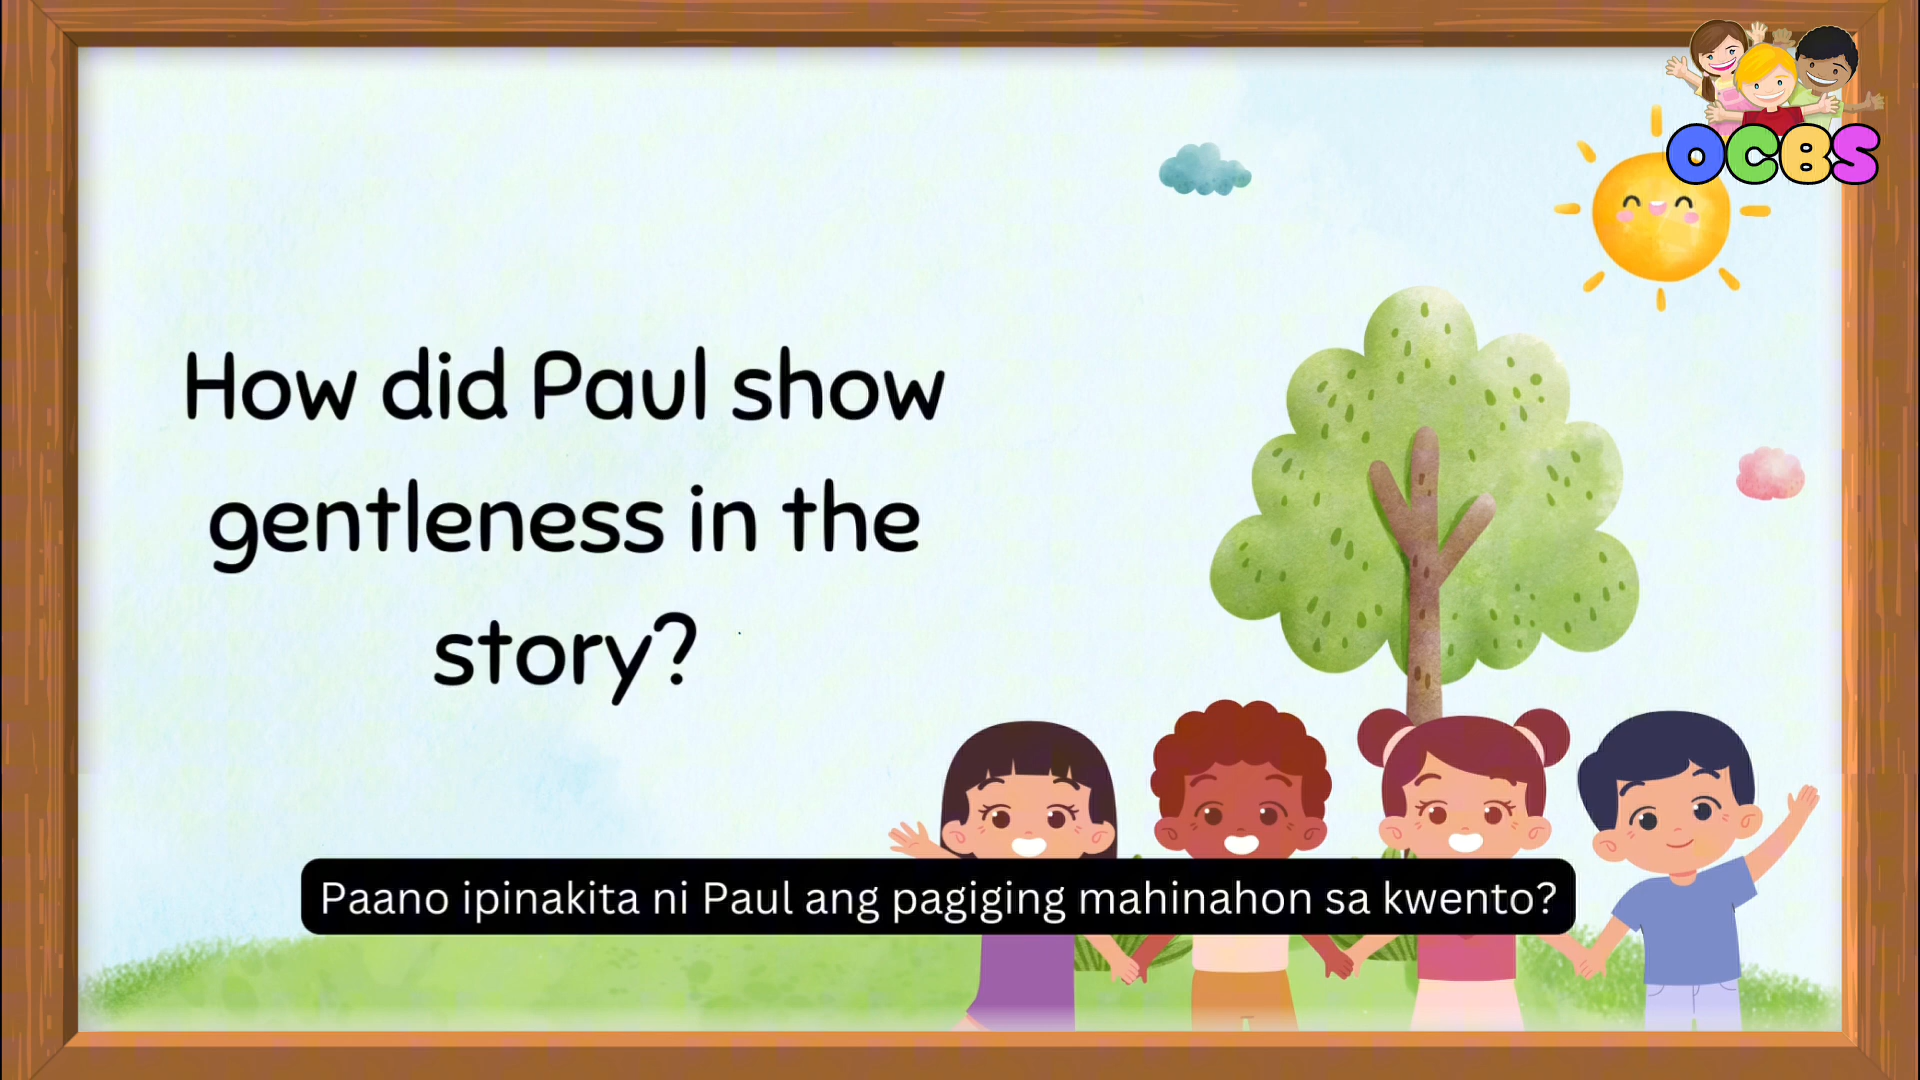 OCBS
How did Paul show
gentleness in the
story?
Paano ipinakita ni Paul ang pagiging mahinahon sa kwento?